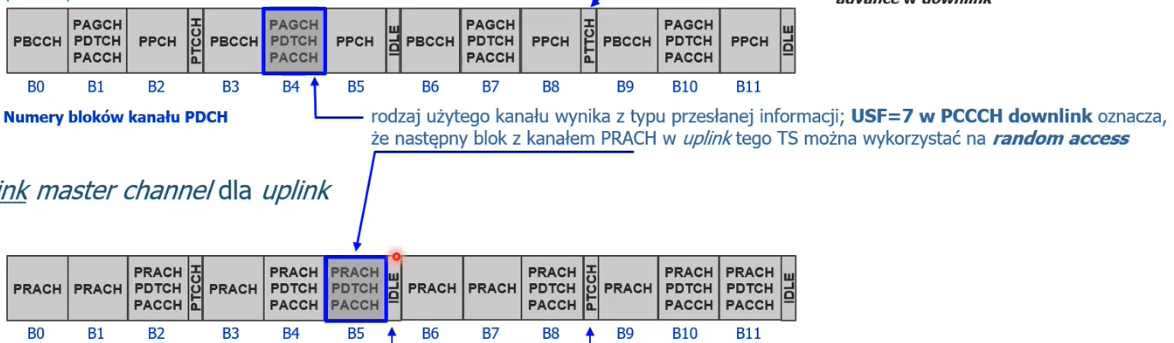 advance w downlink
PBCCH PAGCH PDTCH PACCH PPCH PTCCH PBCCH PAGCH PDTCH PACCH PPCH IDLE PBCCH PAGCH PDTCH PACCH PPCH PTTCH PBCCH PAGCH PDTCH PACCH PPCH IDLE
B0 B1 B2 B3 B4 B5 B6 B7 B8 B9 B10 B11
Numery bloków kanału PDCH
rodzaj użytego kanału wynika z typu przesłanej informacji; USF=7 w PCCCH downlink oznacza,
że następny blok z kanałem PRACH w uplink tego TS można wykorzystać na random access
master channel dla uplink
PRACH PRACH PRACH PDTCH PACCH PTCCH PRACH PRACH PDTCH PACCH PRACH PDTCH PACCH IDLE PRACH PRACH PRACH PDTCH PACCH PTCCH PRACH PRACH PDTCH PACCH PRACH PDTCH PACCH IDLE
B0 B1 B2 B3 B4 B5 B6 B7 B8 B9 B10 B11